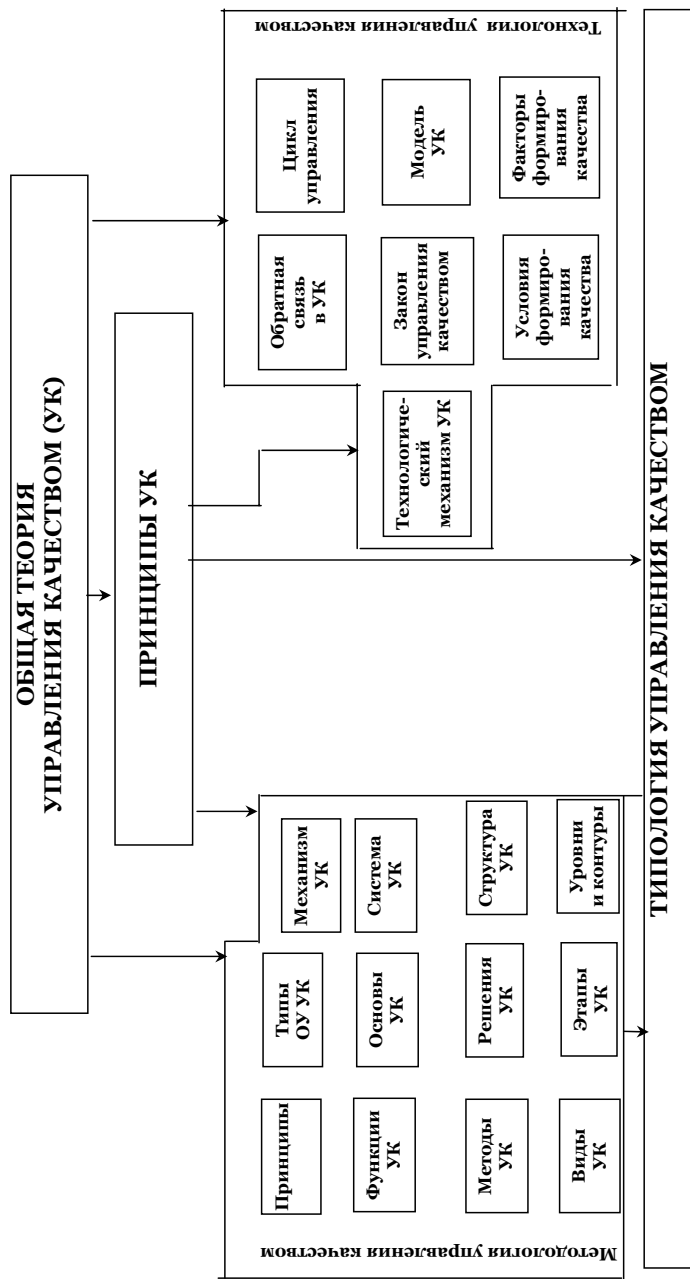 ОБЩАЯ ТЕОРИЯ
УПРАВЛЕНИЯ КАЧЕСТВОМ (УК)
ПРИНЦИПЫ УК
Методология управления качеством
Принципы
Типы
ОУ УК
Механизм
УК
Функции
УК
Основы
УК
Система
УК
Методы
УК
Решения
УК
Структура
УК
Виды
УК
Этапы
УК
Уровни
и контуры
Технологиче-
ский
механизм УК
Обратная
связь
в УК
Цикл
управления
Закон
управления
качеством
Модель
УК
Условия
формиро-
вания
качества
Факторы
формиро-
вания
качества
Технология управления качеством
ТИПОЛОГИЯ УПРАВЛЕНИЯ КАЧЕСТВОМ